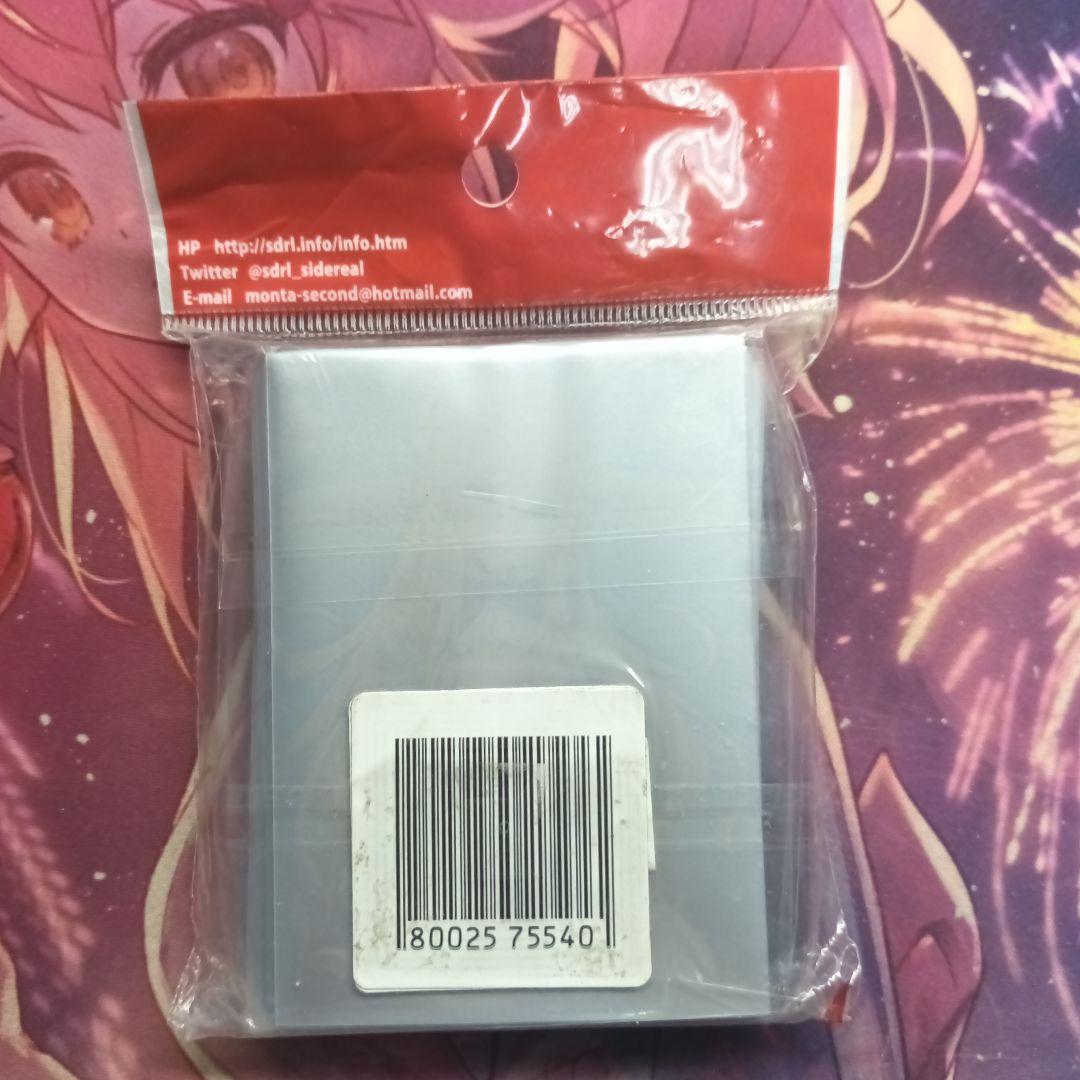 HP http://sdrl.info/info.htm
Twitter @sdrl_sidereal
E-mail monta-second@hotmail.com
80025 75540